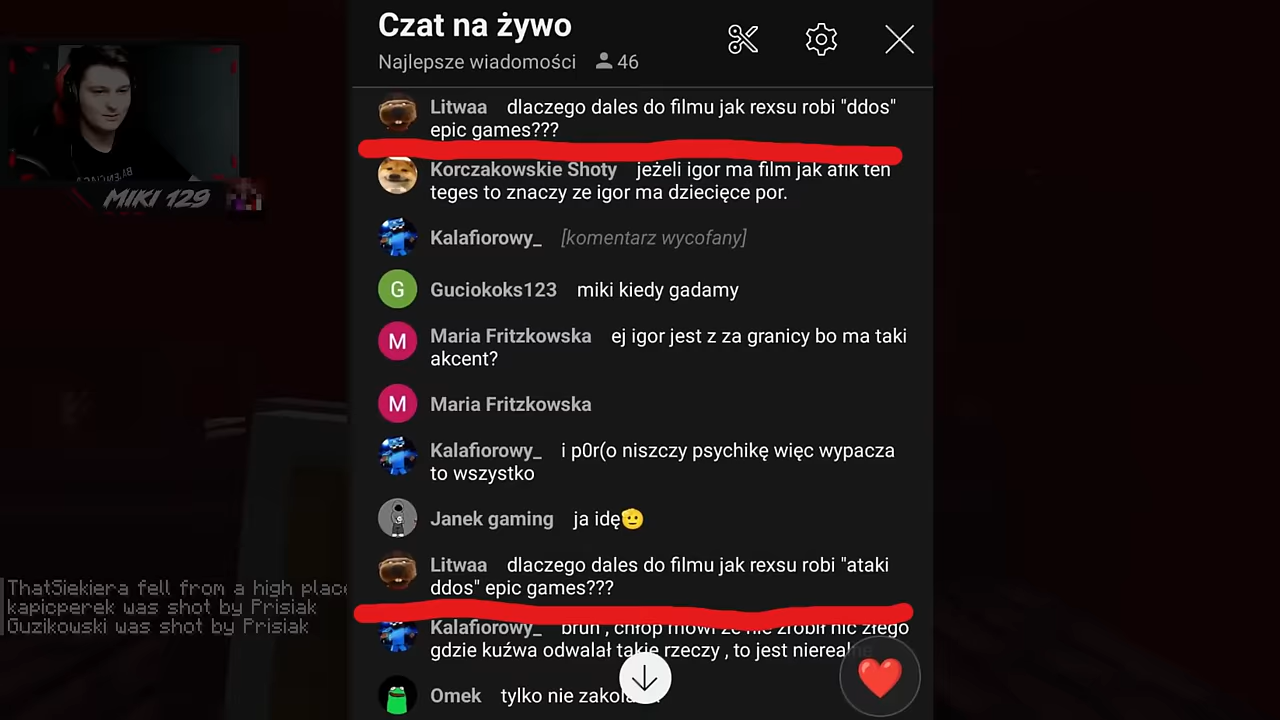 Czat na żywo
Najlepsze wiadomości 46
Litwaa dlaczego dales do filmu jak rexsu robi "ddos"
epic games???
Korczakowskie Shoty jeżeli igor ma film jak afik ten
teges to znaczy ze igor ma dziecięce por.
Kalafiorowy_ [komentarz wycofany]
G Guciokoks123 miki kiedy gadamy
M Maria Fritzkowska ej igor jest z za granicy bo ma taki
akcent?
M Maria Fritzkowska
Kalafiorowy_ i p0r(o niszczy psychikę więc wypacza
to wszystko
Janek gaming ja idę🫡
Litwaa dlaczego dales do filmu jak rexsu robi "ataki
ddos" epic games???
Kalafiorowy_ bruh , chłop mówi że nic zrobił nic złego
gdzie kuźwa odwalał takie rzeczy , to jest
Omek tylko nie
MIKI 129
ThatSiekiera fell from a high place
kapicperek was shot by Prisiak
Guzikowski was shot by Prisiak